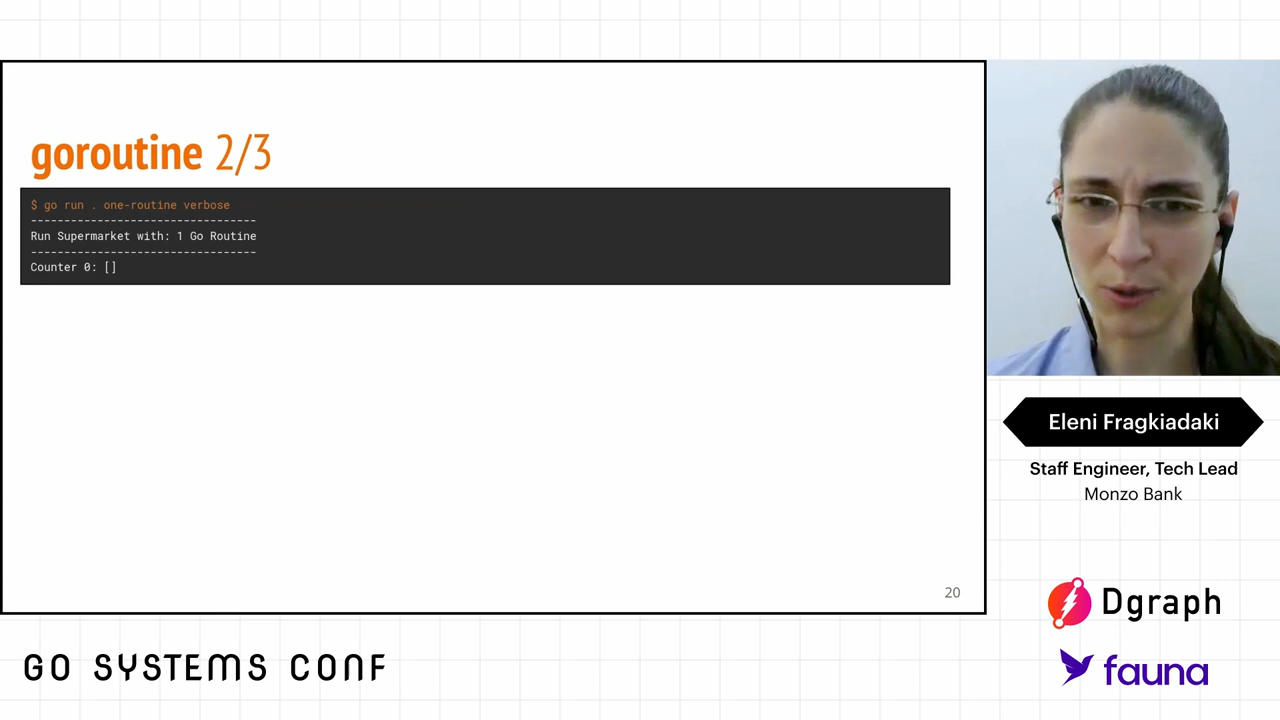 goroutine 2/3
$ go run . one-routine verbose
----------------------------------
Run Supermarket with: 1 Go Routine
----------------------------------
Counter 0: []
20
Eleni Fragkiadaki
Staff Engineer, Tech Lead
Monzo Bank
Dgraph
fauna
GO SYSTEMS CONF